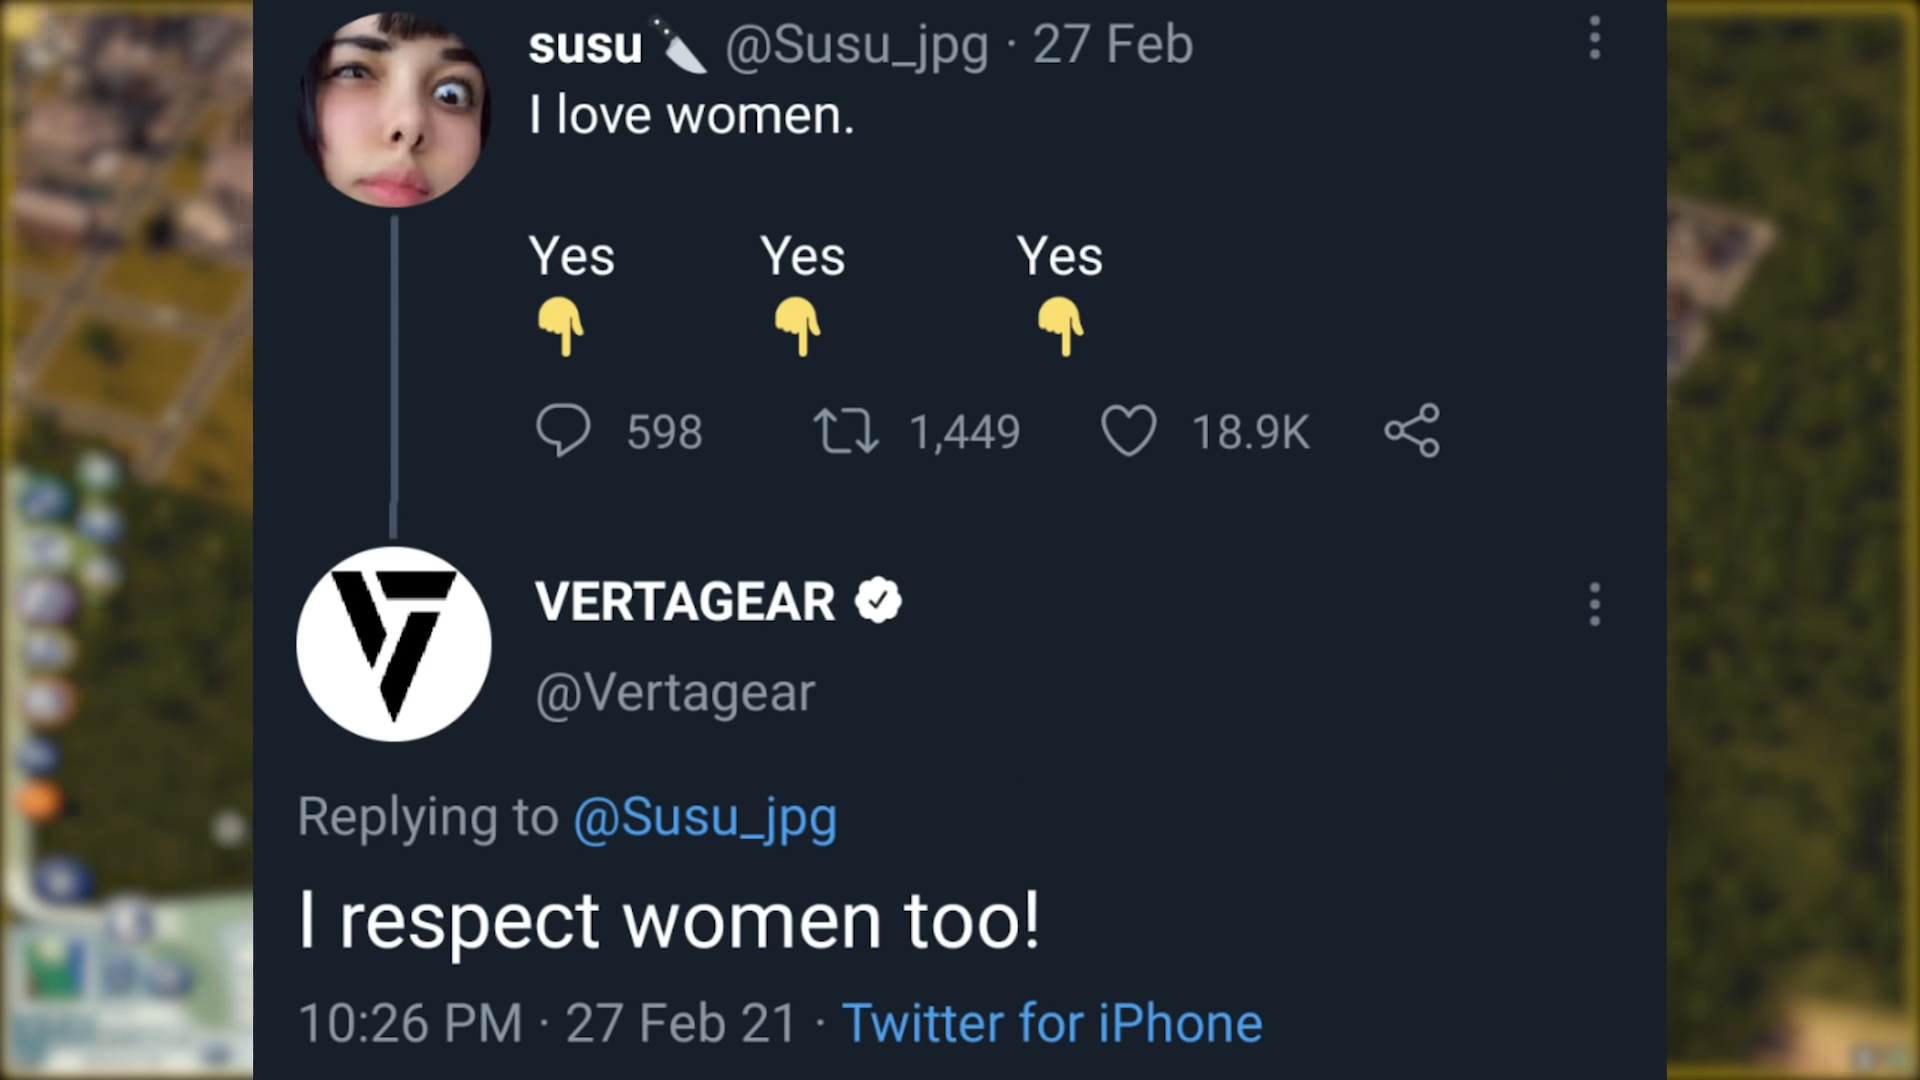 susu🔪 @Susu_jpg · 27 Feb
I love women.
Yes Yes Yes
👇 👇 👇
598 1,449 18.9K
VERTAGEAR
@Vertagear
Replying to @Susu_jpg
I respect women too!
10:26 PM · 27 Feb 21 · Twitter for iPhone